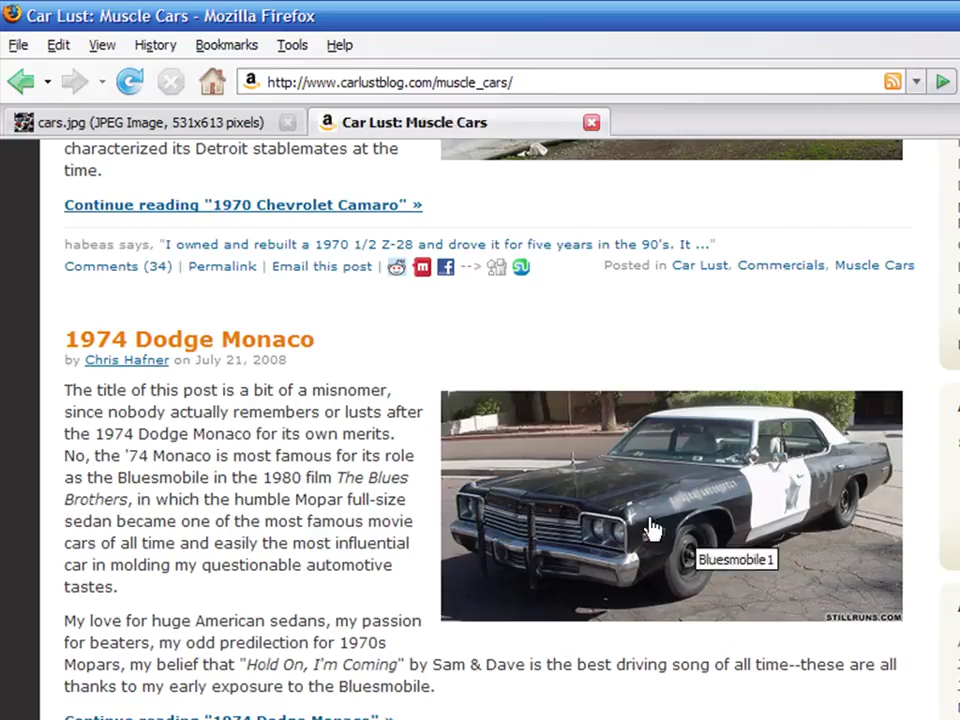 Car Lust: Muscle Cars - Mozilla Firefox
File Edit View History Bookmarks Tools Help
http://www.carlustblog.com/muscle_cars/
cars.jpg (JPEG Image, 531x613 pixels) Car Lust: Muscle Cars
characterized its Detroit stablemates at the
time.
Continue reading "1970 Chevrolet Camaro" »
habeas says, "I owned and rebuilt a 1970 1/2 Z-28 and drove it for five years in the 90's. It ..."
Comments (34) | Permalink | Email this post | --> Posted in Car Lust, Commercials, Muscle Cars
1974 Dodge Monaco
by Chris Hafner on July 21, 2008
The title of this post is a bit of a misnomer,
since nobody actually remembers or lusts after
the 1974 Dodge Monaco for its own merits.
No, the '74 Monaco is most famous for its role
as the Bluesmobile in the 1980 film The Blues
Brothers, in which the humble Mopar full-size
sedan became one of the most famous movie
cars of all time and easily the most influential
car in molding my questionable automotive
tastes.
Bluesmobile1
STILLRUNS.COM
My love for huge American sedans, my passion
for beaters, my odd predilection for 1970s
Mopars, my belief that "Hold On, I'm Coming" by Sam & Dave is the best driving song of all time--these are all
thanks to my early exposure to the Bluesmobile.
Continue reading "1974 Dodge Monaco" »